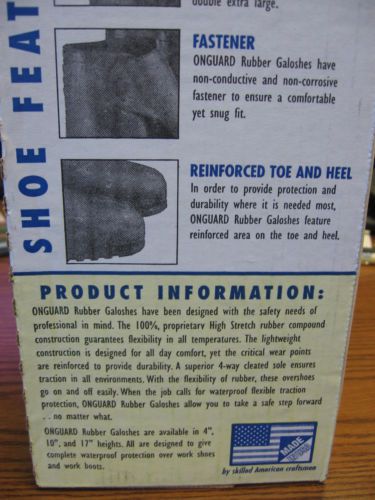 double extra large.
SHOE FEAT
FASTENER
ONGUARD Rubber Galoshes have
non-conductive and non-corrosive
fastener to ensure a comfortable
yet snug fit.
REINFORCED TOE AND HEEL
In order to provide protection and
durability where it is needed most,
ONGUARD Rubber Galoshes feature
reinforced area on the toe and heel.
PRODUCT INFORMATION:
ONGUARD Rubber Galoshes have been designed with the safety needs of
professional in mind. The 100%, proprietary High Stretch rubber compound
construction guarantees flexibility in all temperatures. The lightweight
construction is designed for all day comfort, yet the critical wear points
are reinforced to provide durability. A superior 4-way cleated sole ensures
traction in all environments. With the flexibility of rubber, these overshoes
go on and off easily. When the job calls for waterproof flexible traction
protection, ONGUARD Rubber Galoshes allow you to take a safe step forward
. . no matter what.
ONGUARD Rubber Galoshes are available in 4",
10", and 17" heights. All are designed to give
complete waterproof protection over work shoes
and work boots.
MADE
by skilled American craftsmen